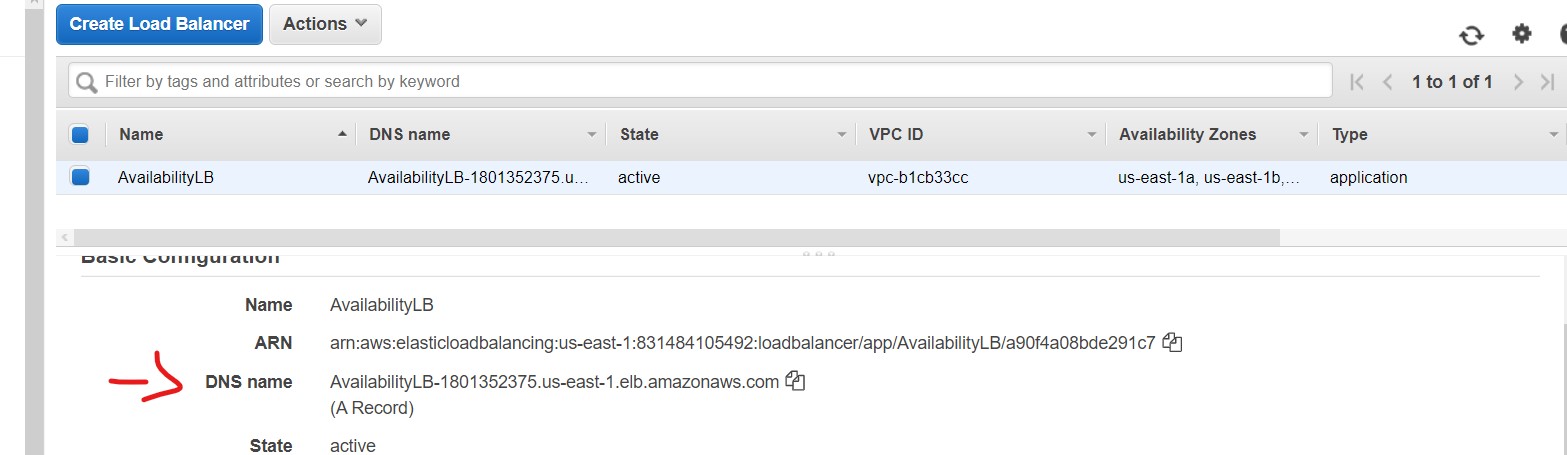 Create Load Balancer Actions
Filter by tags and attributes or search by keyword 1 to 1 of 1
Name DNS name State VPC ID Availability Zones Type
AvailabilityLB AvailabilityLB-1801352375.u... active vpc-b1cb33cc us-east-1a, us-east-1b,... application
Basic Configuration
Name AvailabilityLB
ARN arn:aws:elasticloadbalancing:us-east-1:831484105492:loadbalancer/app/AvailabilityLB/a90f4a08bde291c7
DNS name AvailabilityLB-1801352375.us-east-1.elb.amazonaws.com
(A Record)
State active